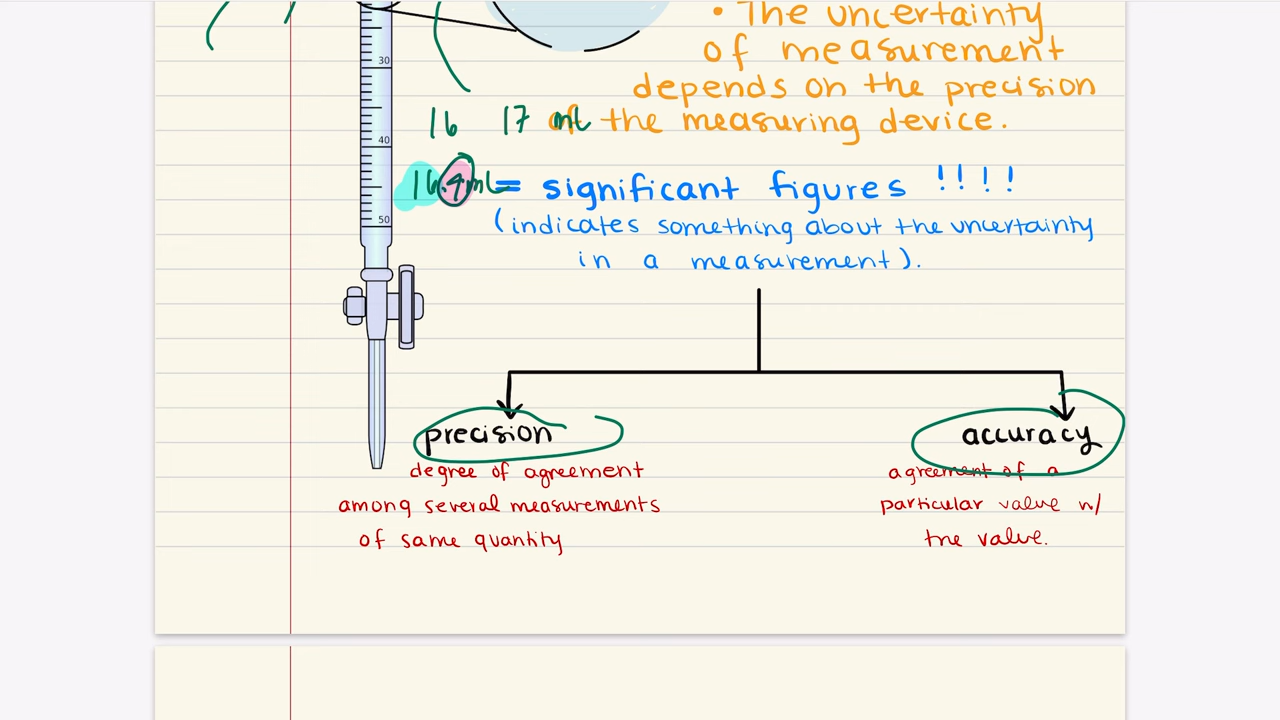 • The uncertainty
of measurement
depends on the precision
of the measuring device.
30
40
50
16 17 mL
16.4mL = significant figures !!!!
(indicates something about the uncertainty
in a measurement).
precision
degree of agreement
among several measurements
of same quantity
accuracy
agreement of a
particular value w/
the value.